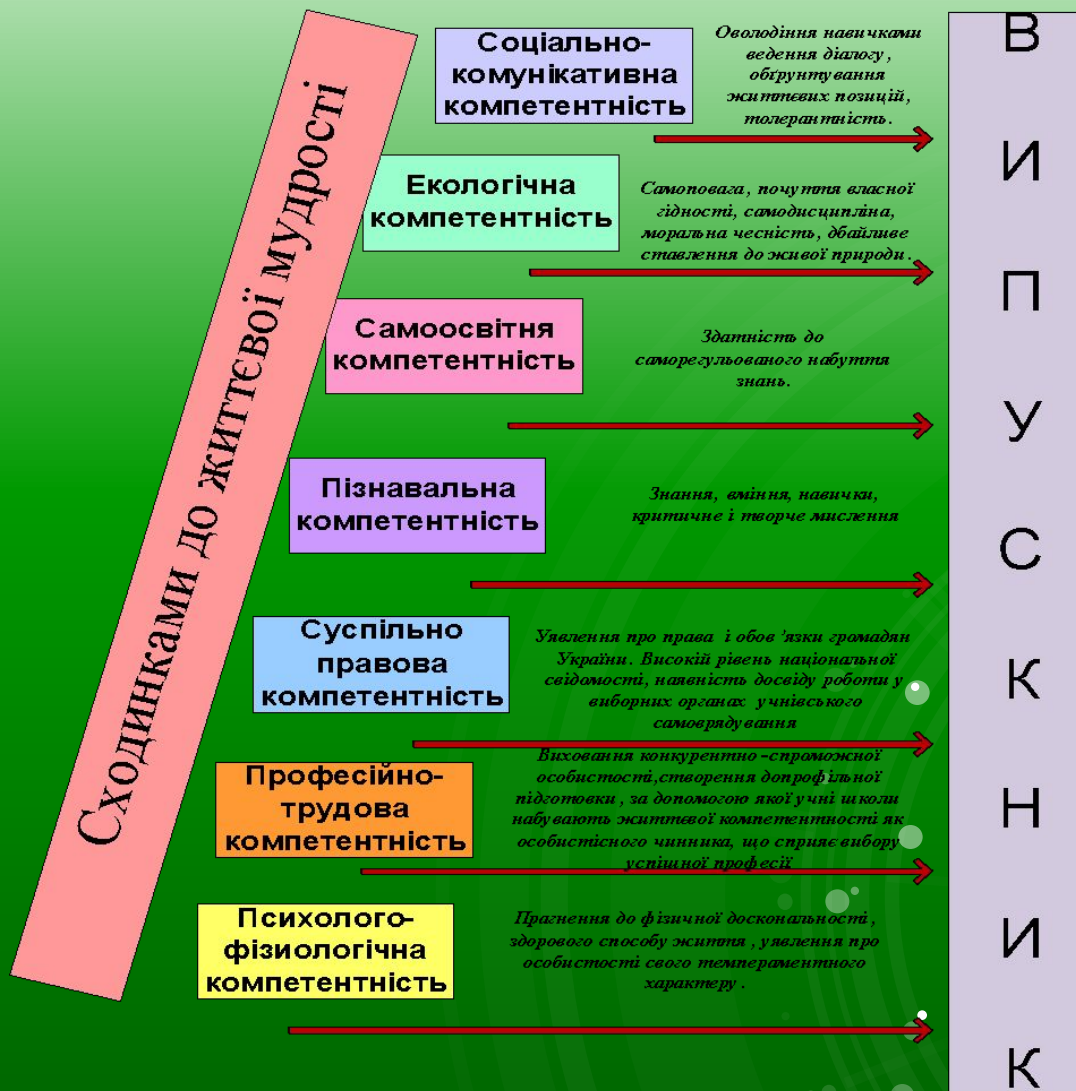 Сходинками до життєвої мудрості
Соціально-
комунікативна
компетентність
Оволодіння навичками
ведення діалогу,
обґрунтування
життєвих позицій,
толерантність.
Екологічна
компетентність
Самоповага, почуття власної
гідності, самодисципліна,
моральна чесність, дбайливе
ставлення до живої природи.
Самоосвітня
компетентність
Здатність до
саморегульованого набуття
знань.
Пізнавальна
компетентність
Знання, вміння, навички,
критичне і творче мислення
Суспільно
правова
компетентність
Уявлення про права і обов'язки громадян
України. Високій рівень національної
свідомості, наявність досвіду роботи у
виборних органах учнівського
самоврядування
Професійно-
трудова
компетентність
Виховання конкурентно-спроможної
особистості,створення допрофільної
підготовки, за допомогою якої учні школи
набувають життєвої компетентності як
особистісного чинника, що сприяє вибору
успішної професії
Психолого-
фізиологічна
компетентність
Прагнення до фізичної доскональності,
здорового способу життя, уявлення про
особистості свого темпераментного
характеру.
В
И
П
У
С
К
Н
И
К